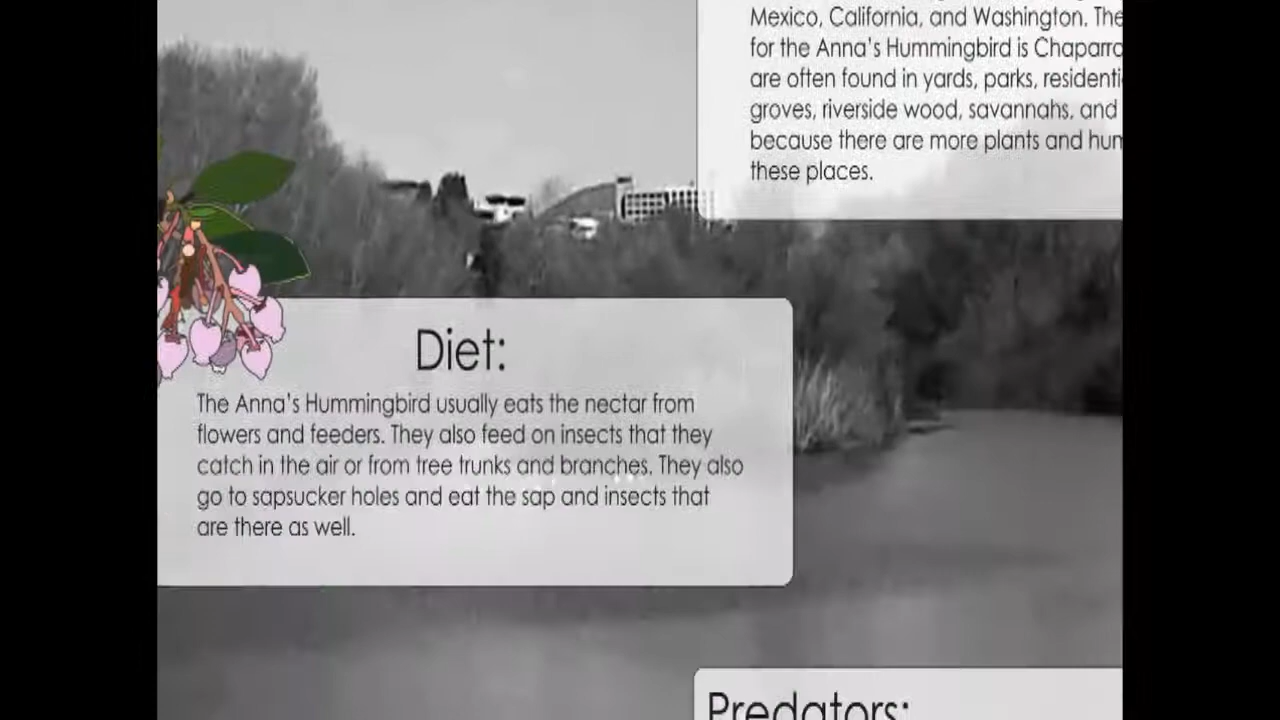 Mexico, California, and Washington. The
for the Anna's Hummingbird is
are often found in yards, parks,
groves, riverside wood, savannahs, and
because there are more plants and
these places.
Diet:
The Anna's Hummingbird usually eats the nectar from
flowers and feeders. They also feed on insects that they
catch in the air or from tree trunks and branches. They also
go to sapsucker holes and eat the sap and insects that
are there as well.
Predators: